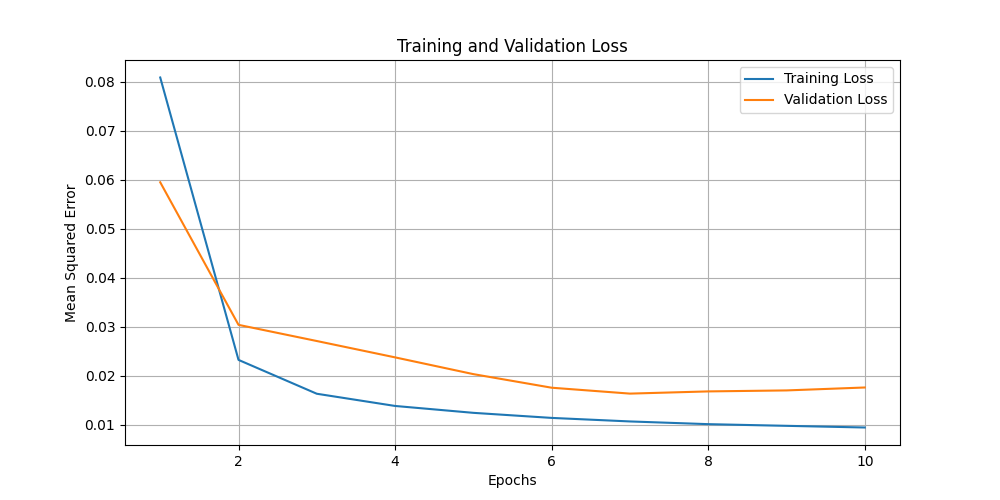 Training and Validation Loss
Training Loss
Validation Loss
Mean Squared Error
0.08
0.07
0.06
0.05
0.04
0.03
0.02
0.01
2 4 6 8 10
Epochs